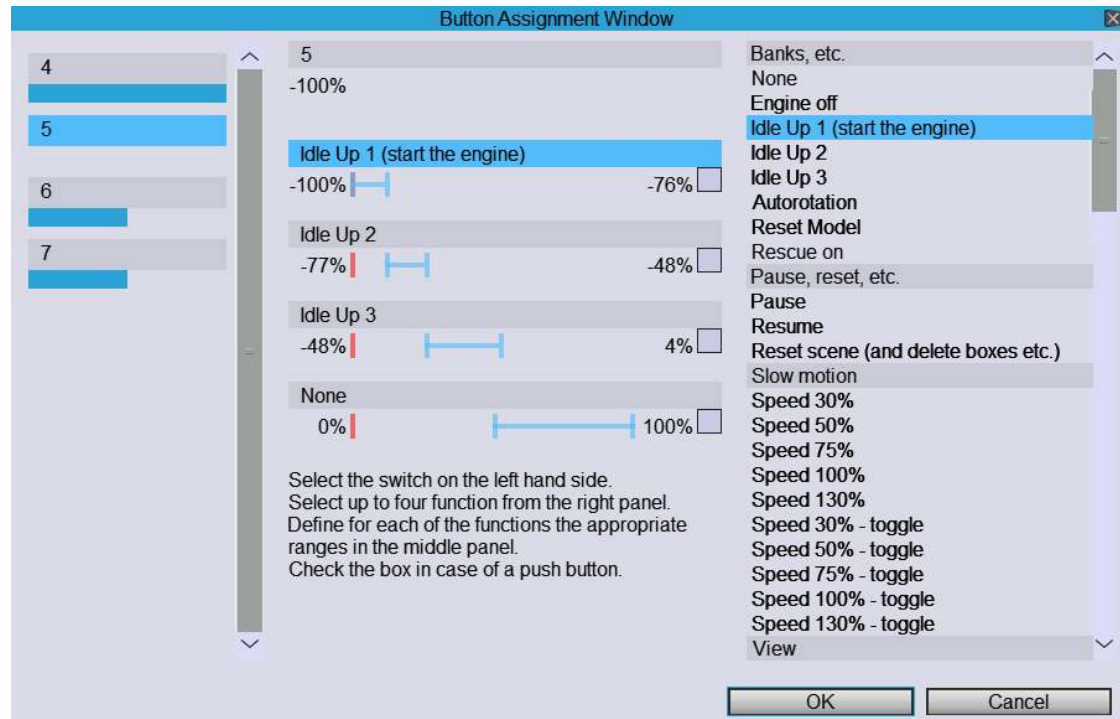 Button Assignment Window
4
5
6
7
5
-100%
Idle Up 1 (start the engine)
-100% -76%
Idle Up 2
-77% -48%
Idle Up 3
-48% 4%
None
0% 100%
Select the switch on the left hand side.
Select up to four function from the right panel.
Define for each of the functions the appropriate
ranges in the middle panel.
Check the box in case of a push button.
Banks, etc.
None
Engine off
Idle Up 1 (start the engine)
Idle Up 2
Idle Up 3
Autorotation
Reset Model
Rescue on
Pause, reset, etc.
Pause
Resume
Reset scene (and delete boxes etc.)
Slow motion
Speed 30%
Speed 50%
Speed 75%
Speed 100%
Speed 130%
Speed 30% - toggle
Speed 50% - toggle
Speed 75% - toggle
Speed 100% - toggle
Speed 130% - toggle
View
OK Cancel